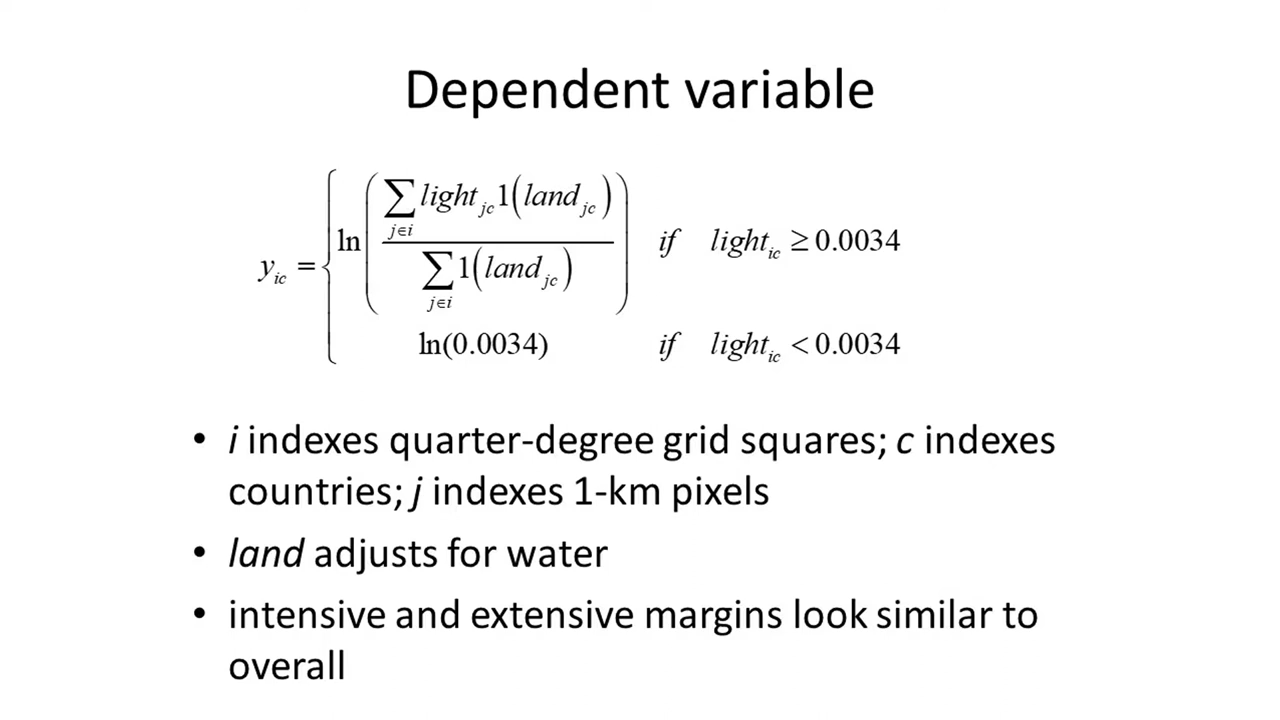 Dependent variable
y_ic = { ln( ∑_{j∈i} light_jc 1(land_jc) / ∑_{j∈i} 1(land_jc) ) if light_ic ≥ 0.0034
ln(0.0034) if light_ic < 0.0034
• i indexes quarter-degree grid squares; c indexes
countries; j indexes 1-km pixels
• land adjusts for water
• intensive and extensive margins look similar to
overall